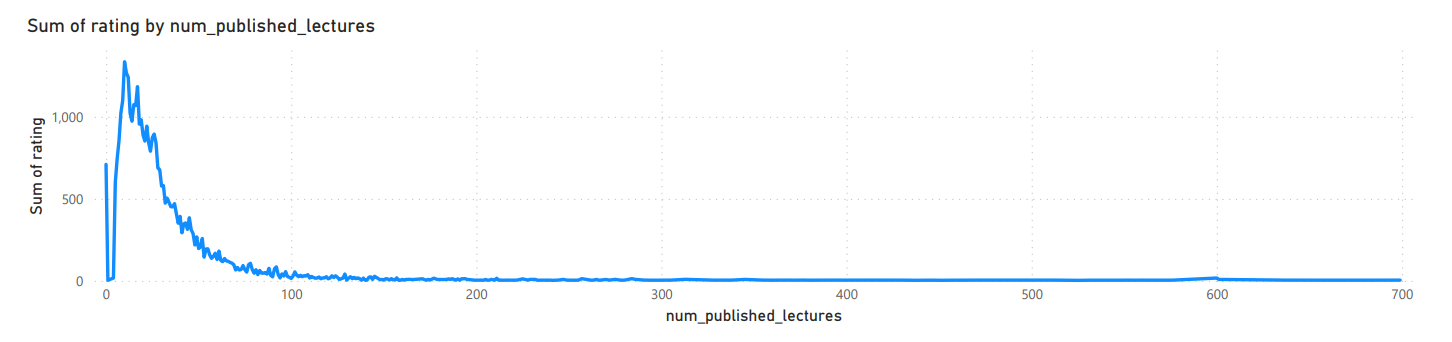 Sum of rating by num_published_lectures
Sum of rating
1,000
500
0
0 100 200 300 400 500 600 700
num_published_lectures